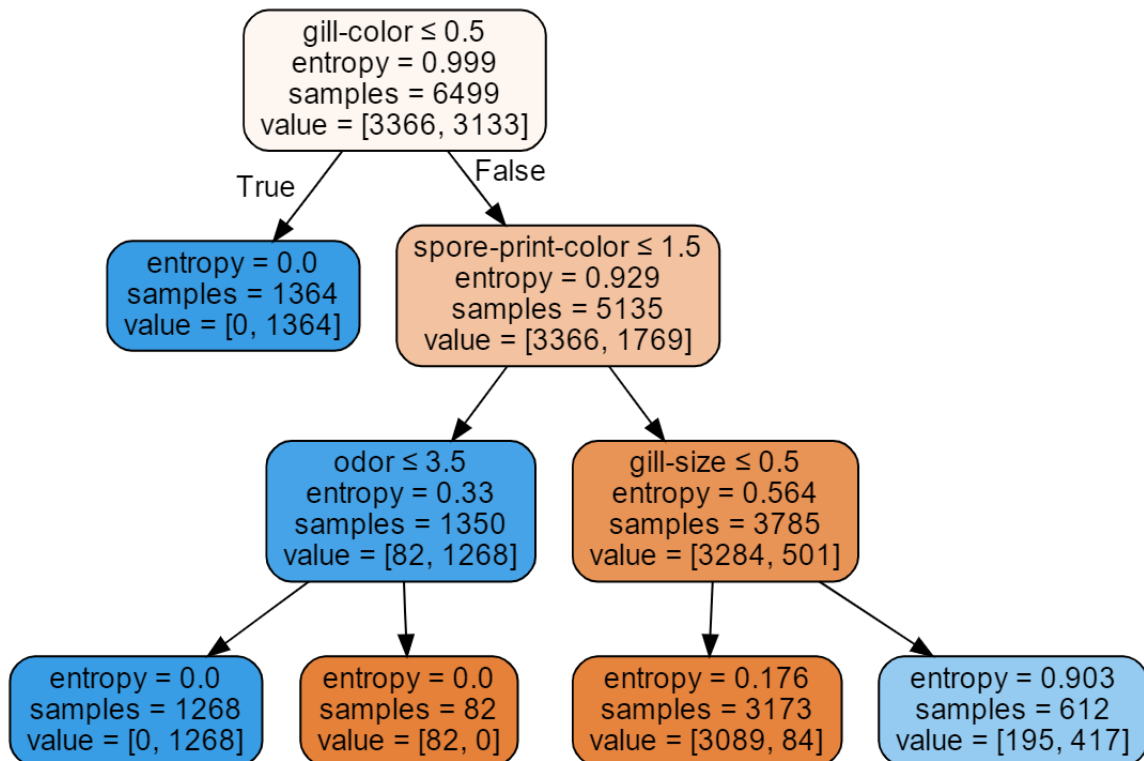 gill-color ≤ 0.5
entropy = 0.999
samples = 6499
value = [3366, 3133]
True
False
entropy = 0.0
samples = 1364
value = [0, 1364]
spore-print-color ≤ 1.5
entropy = 0.929
samples = 5135
value = [3366, 1769]
odor ≤ 3.5
entropy = 0.33
samples = 1350
value = [82, 1268]
gill-size ≤ 0.5
entropy = 0.564
samples = 3785
value = [3284, 501]
entropy = 0.0
samples = 1268
value = [0, 1268]
entropy = 0.0
samples = 82
value = [82, 0]
entropy = 0.176
samples = 3173
value = [3089, 84]
entropy = 0.903
samples = 612
value = [195, 417]